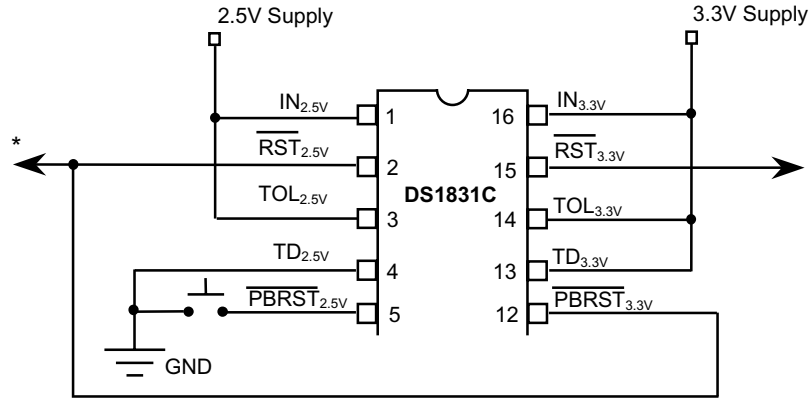 2.5V Supply
3.3V Supply
IN2.5V
1
16
IN3.3V
*
RST2.5V
2
15
RST3.3V
DS1831C
TOL2.5V
3
14
TOL3.3V
TD2.5V
4
13
TD3.3V
PBRST2.5V
5
12
PBRST3.3V
GND